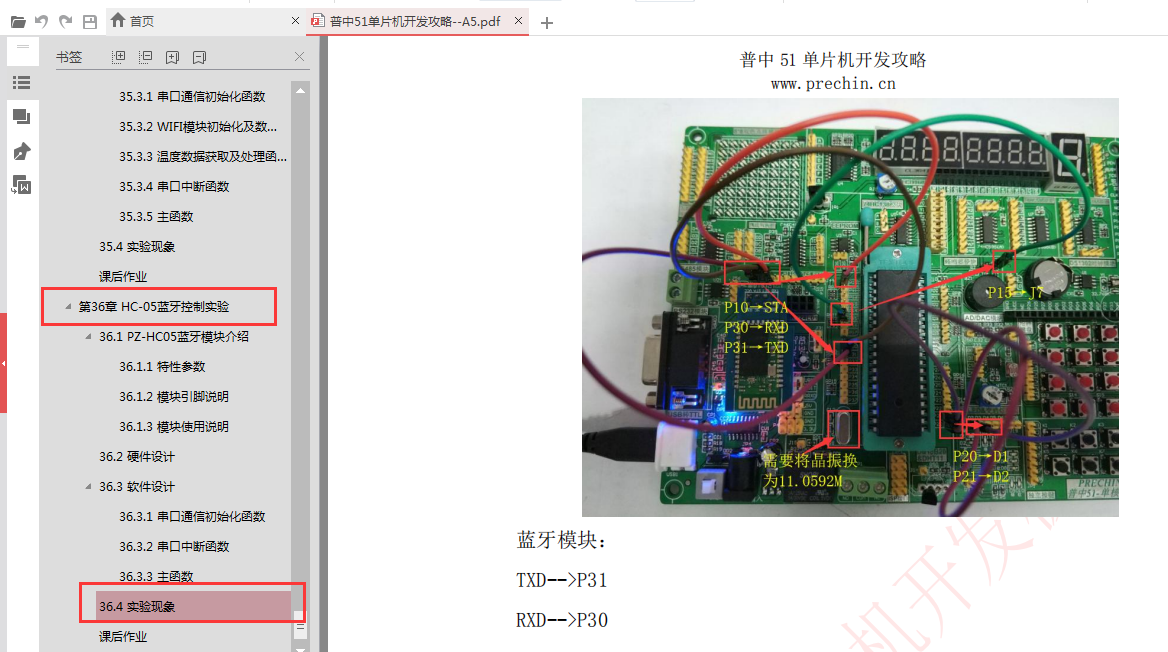 首页
普中51单片机开发攻略--A5.pdf
书签
35.3.1 串口通信初始化函数
35.3.2 WIFI模块初始化及数...
35.3.3 温度数据获取及处理函...
35.3.4 串口中断函数
35.3.5 主函数
35.4 实验现象
课后作业
第36章 HC-05蓝牙控制实验
36.1 PZ-HC05蓝牙模块介绍
36.1.1 特性参数
36.1.2 模块引脚说明
36.1.3 模块使用说明
36.2 硬件设计
36.3 软件设计
36.3.1 串口通信初始化函数
36.3.2 串口中断函数
36.3.3 主函数
36.4 实验现象
课后作业
普中 51 单片机开发攻略
www.prechin.cn
P10→STA
P30→RXD
P31→TXD
P15→J7
P20→D1
P21→D2
需要将晶振换
为11.0592M
PRECHIN
蓝牙模块：
TXD-->P31
RXD-->P30
机开发